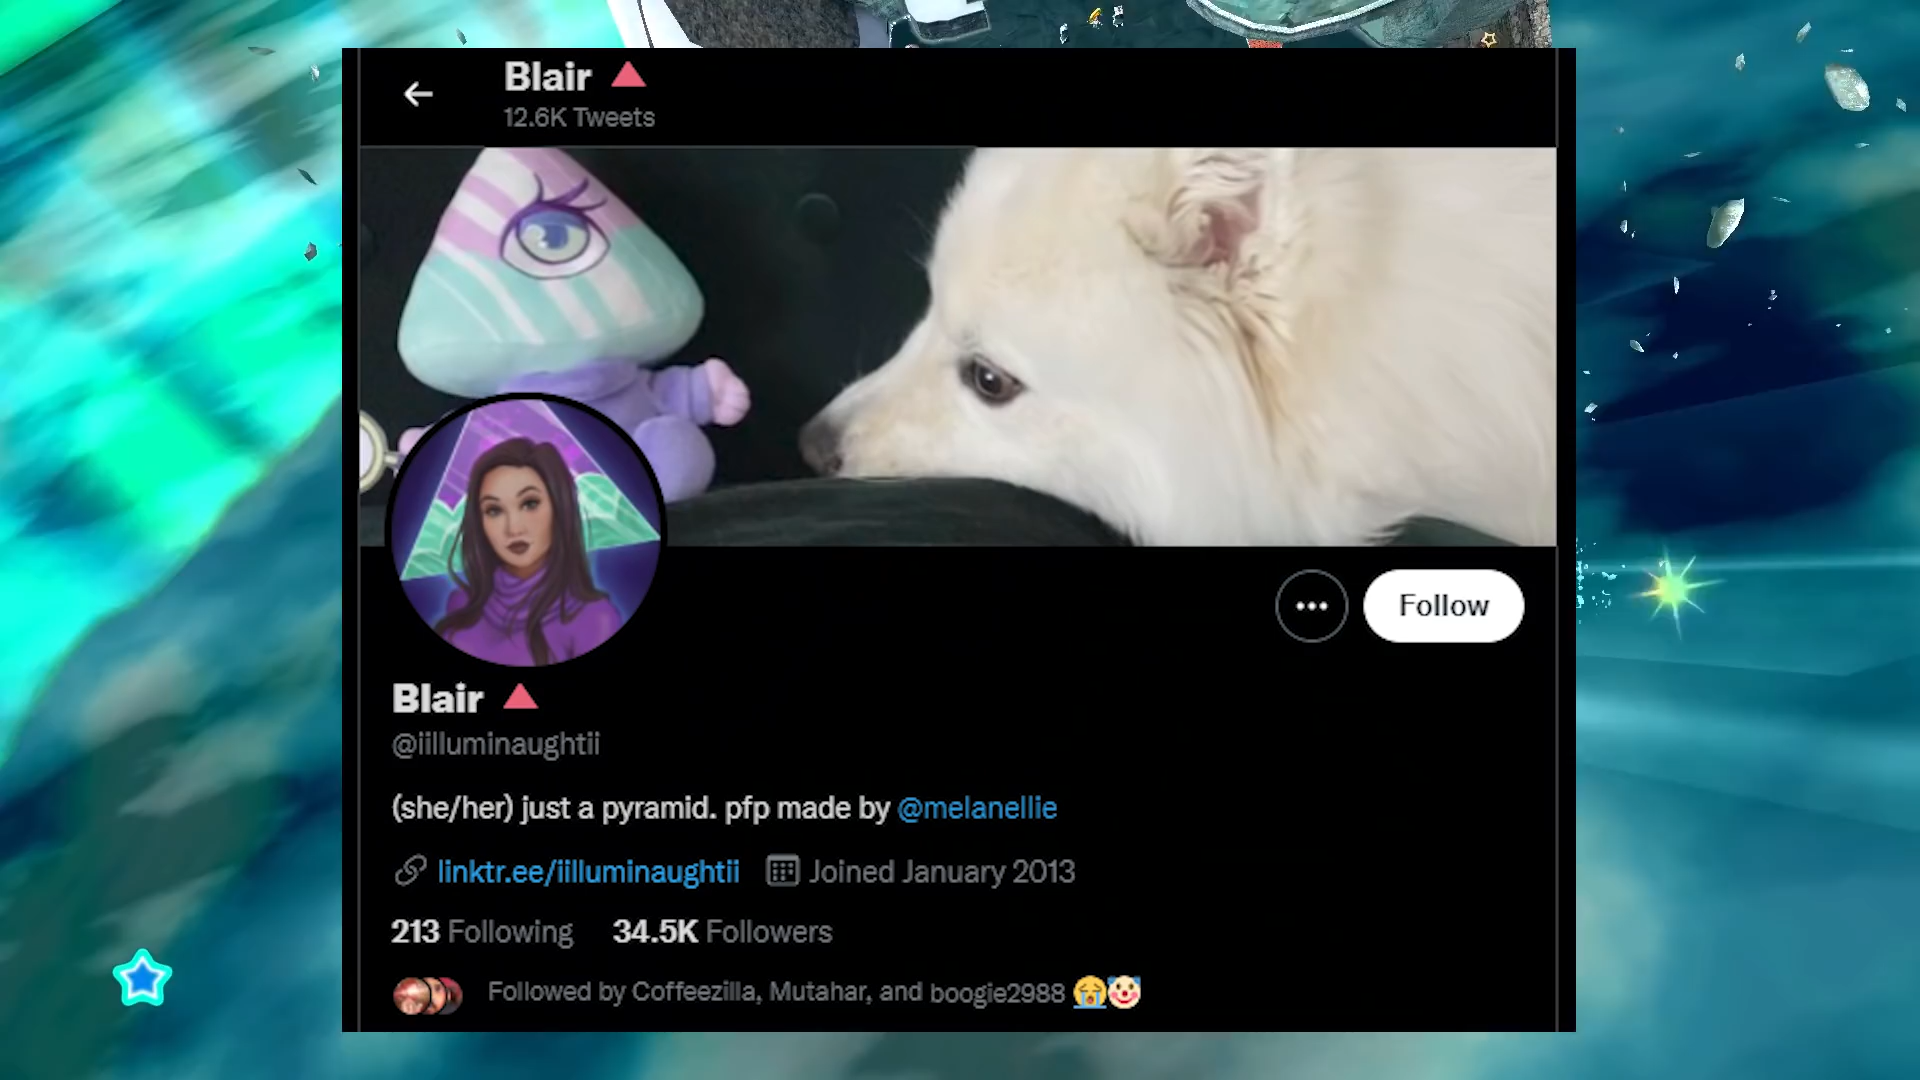 Blair 🔺
12.6K Tweets
Follow
Blair 🔺
@iilluminaughtii
(she/her) just a pyramid. pfp made by @melanellie
linktr.ee/iilluminaughtii Joined January 2013
213 Following 34.5K Followers
Followed by Coffeezilla, Mutahar, and boogie2988 😭🤡